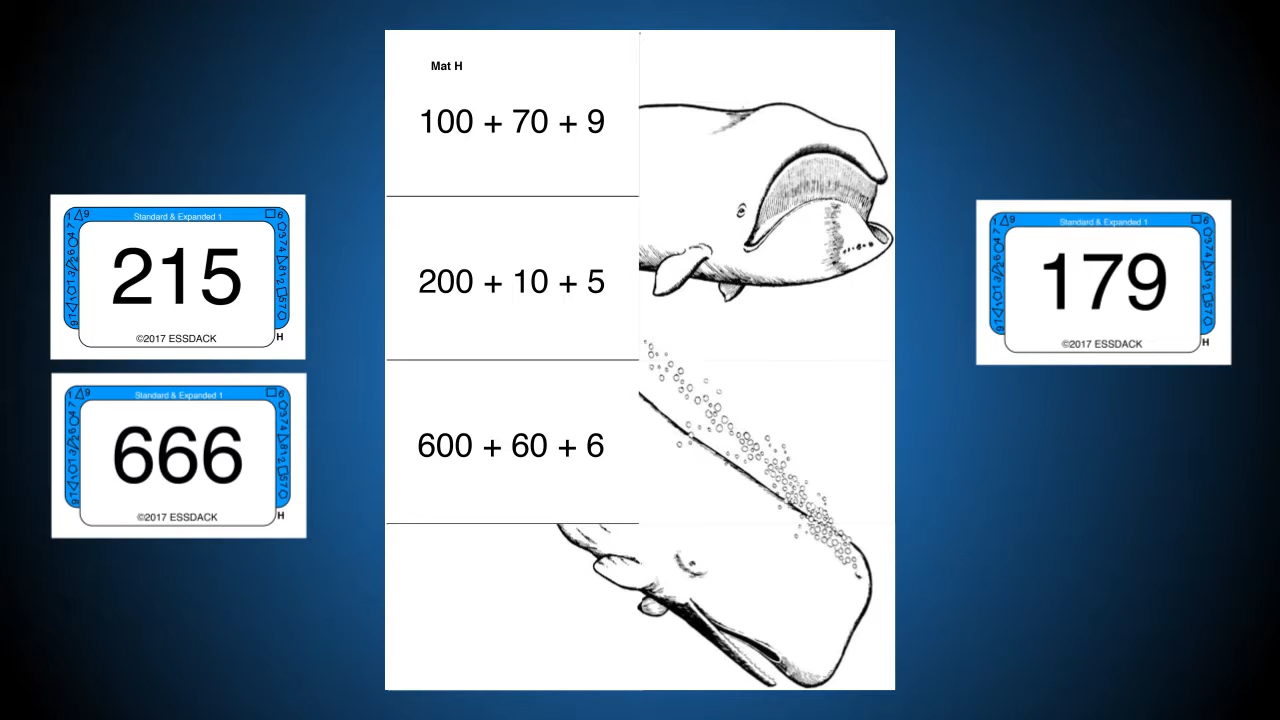 Mat H
100 + 70 + 9
200 + 10 + 5
600 + 60 + 6
Standard & Expanded 1
215
©2017 ESSDACK
H
Standard & Expanded 1
666
©2017 ESSDACK
H
Standard & Expanded 1
179
©2017 ESSDACK
H